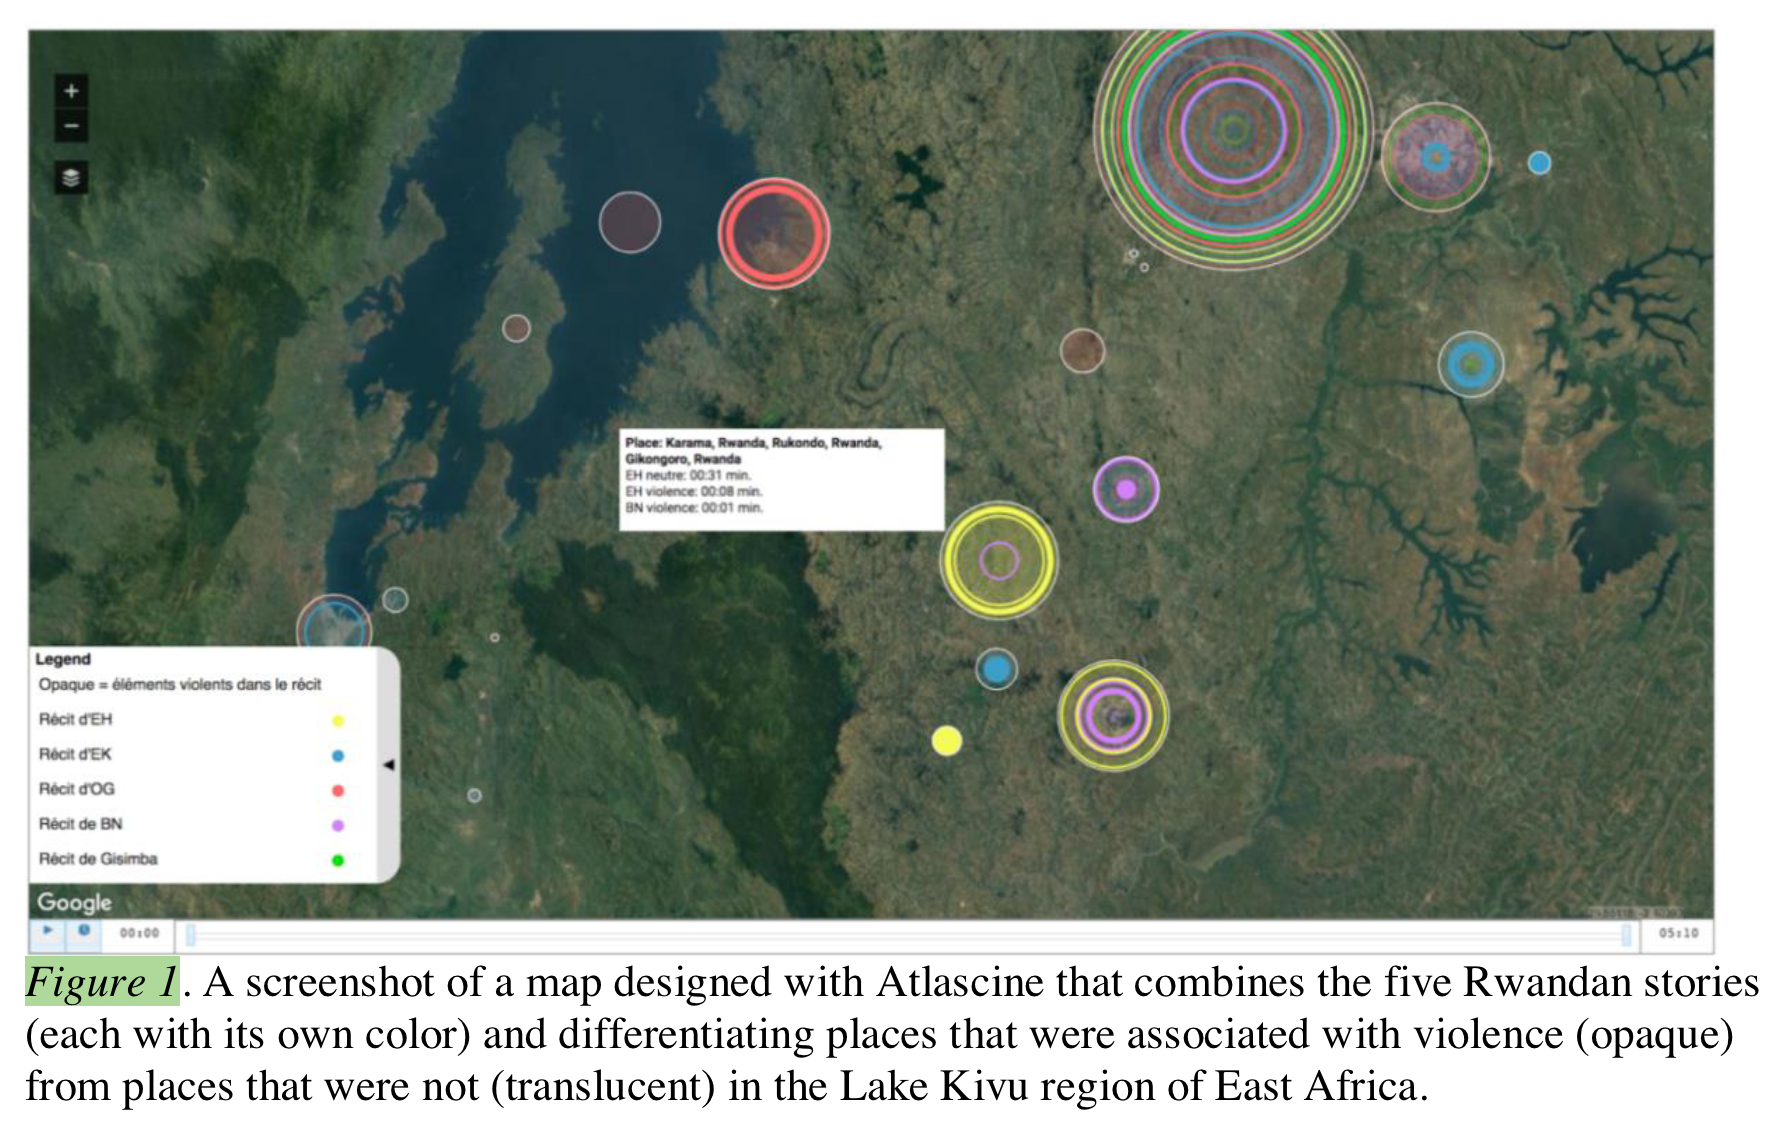 +
−
Place: Karama, Rwanda, Rukondo, Rwanda,
Gikongoro, Rwanda
EH neutre: 00:31 min.
EH violence: 00:08 min.
BN violence: 00:01 min.
Legend
Opaque = éléments violents dans le récit
Récit d'EH
Récit d'EK
Récit d'OG
Récit de BN
Récit de Gisimba
Google
00:00
05:10
Figure 1. A screenshot of a map designed with Atlascine that combines the five Rwandan stories
(each with its own color) and differentiating places that were associated with violence (opaque)
from places that were not (translucent) in the Lake Kivu region of East Africa.